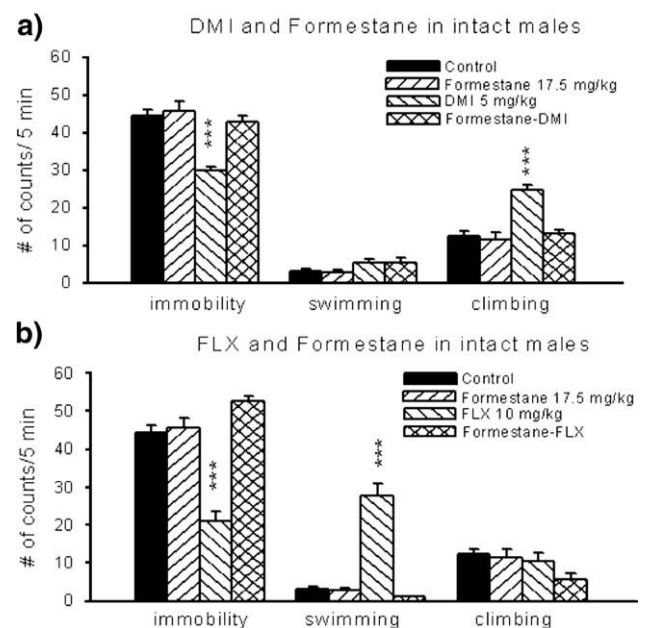 a)
DMI and Formestane in intact males
60
50
40
30
20
10
0
# of counts/ 5 min
Control
Formestane 17.5 mg/kg
DMI 5 mg/kg
Formestane-DMI
***
***
immobility swimming climbing
b)
FLX and Formestane in intact males
60
50
40
30
20
10
0
# of counts/5 min
Control
Formestane 17.5 mg/kg
FLX 10 mg/kg
Formestane-FLX
***
***
immobility swimming climbing